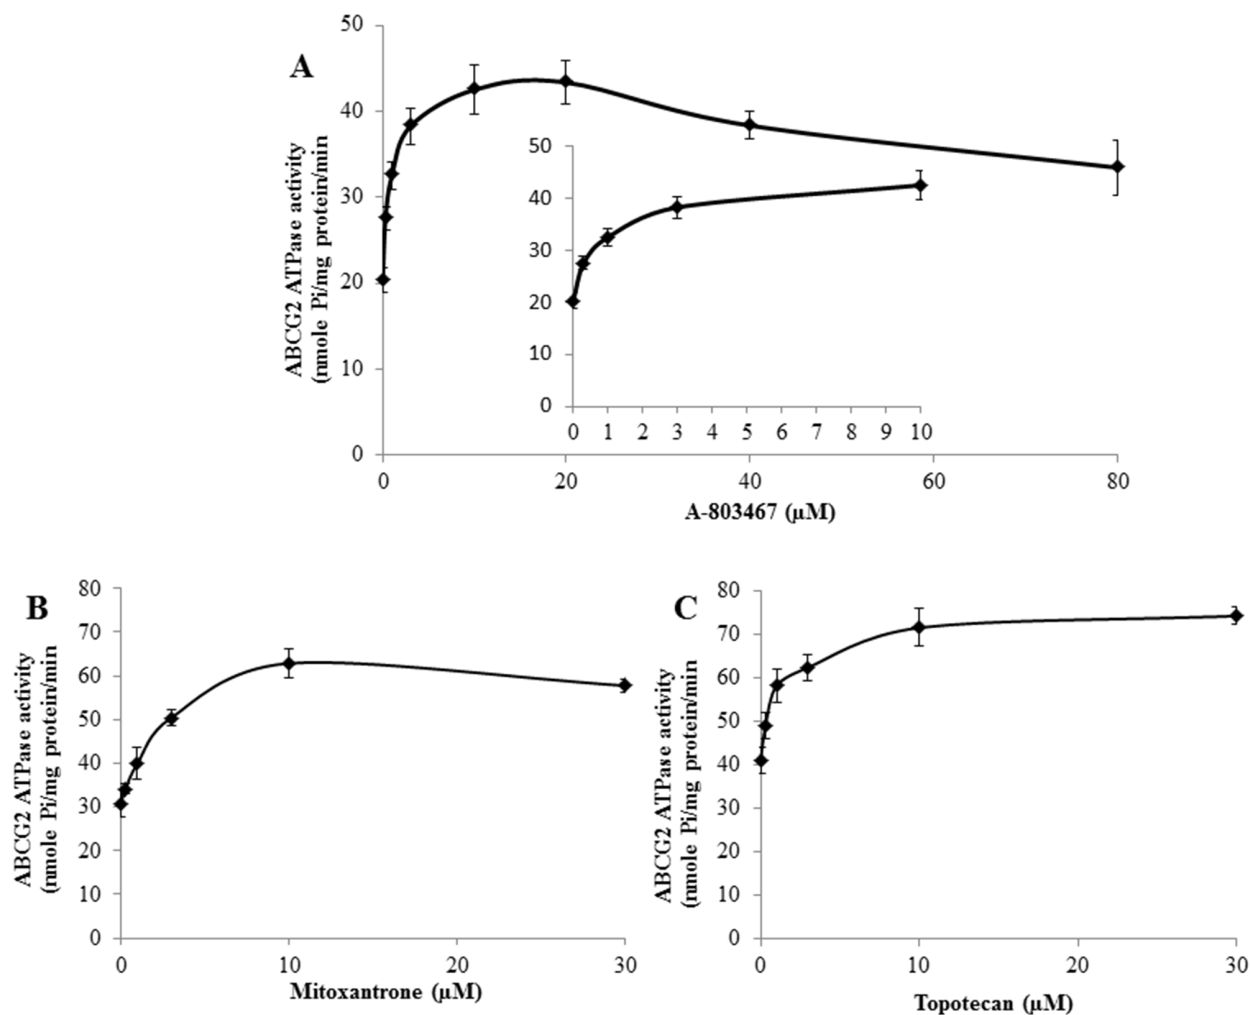 A
ABCG2 ATPase activity
(nmole Pi/mg protein/min
50
40
30
20
10
0
0 20 40 60 80
A-803467 (µM)
50
40
30
20
10
0
0 1 2 3 4 5 6 7 8 9 10
B
ABCG2 ATPase activity
(nmole Pi/mg protein/min
80
70
60
50
40
30
20
10
0
0 10 20 30
Mitoxantrone (µM)
C
ABCG2 ATPase activity
(nmole Pi/mg protein/min
80
70
60
50
40
30
20
10
0
0 10 20 30
Topotecan (µM)